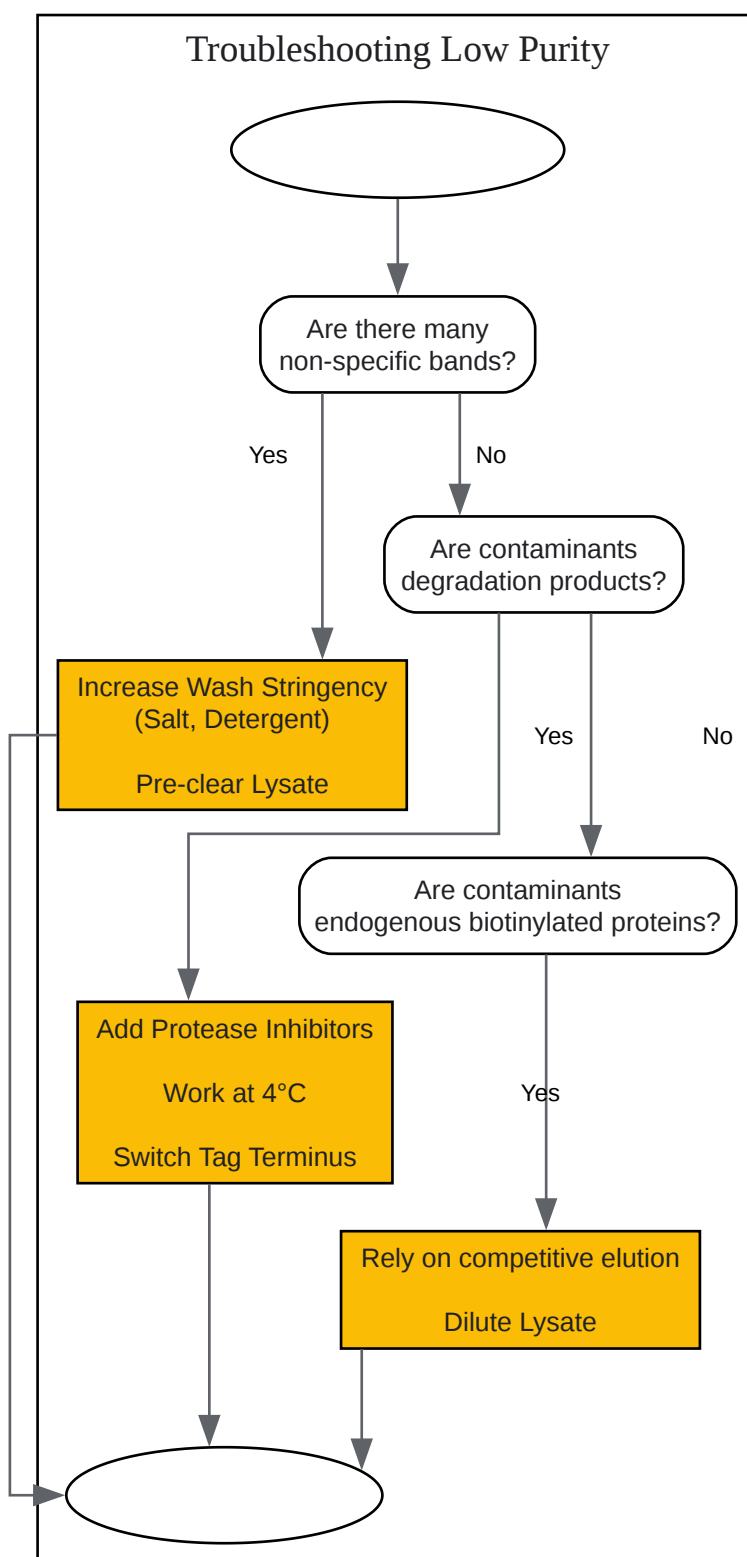 Troubleshooting Low Purity
Are there many
non-specific bands?
Yes
No
Are contaminants
degradation products?
Increase Wash Stringency
(Salt, Detergent)
Pre-clear Lysate
Yes
No
Are contaminants
endogenous biotinylated proteins?
Add Protease Inhibitors
Work at 4°C
Switch Tag Terminus
Yes
Rely on competitive elution
Dilute Lysate